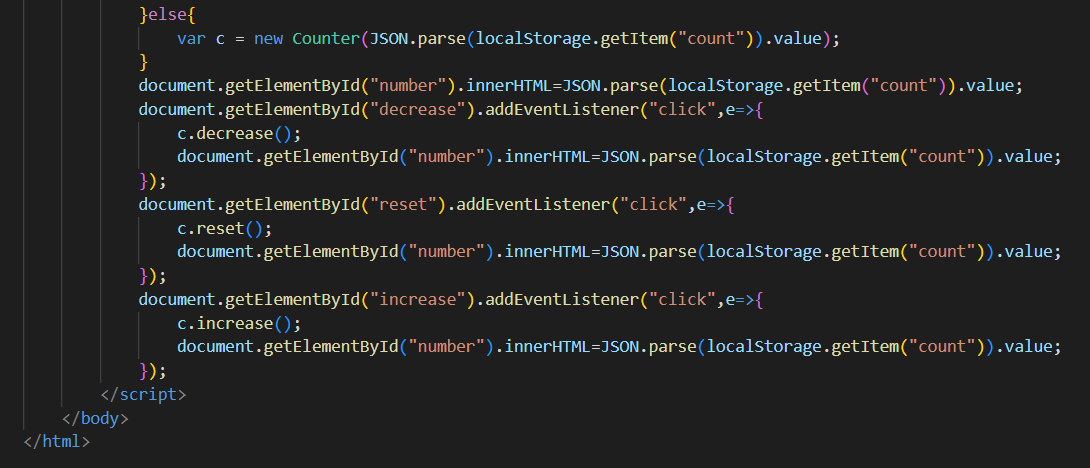 }else{
var c = new Counter(JSON.parse(localStorage.getItem("count")).value);
}
document.getElementById("number").innerHTML=JSON.parse(localStorage.getItem("count")).value;
document.getElementById("decrease").addEventListener("click",e=>{
c.decrease();
document.getElementById("number").innerHTML=JSON.parse(localStorage.getItem("count")).value;
});
document.getElementById("reset").addEventListener("click",e=>{
c.reset();
document.getElementById("number").innerHTML=JSON.parse(localStorage.getItem("count")).value;
});
document.getElementById("increase").addEventListener("click",e=>{
c.increase();
document.getElementById("number").innerHTML=JSON.parse(localStorage.getItem("count")).value;
});
</script>
</body>
</html>